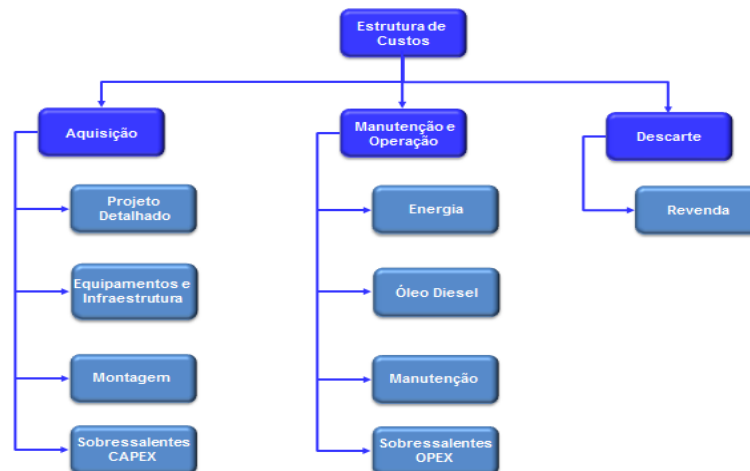 Estrutura de
Custos
Aquisição
Manutenção e
Operação
Descarte
Projeto
Detalhado
Energia
Revenda
Equipamentos e
Infraestrutura
Óleo Diesel
Montagem
Manutenção
Sobressalentes
CAPEX
Sobressalentes
OPEX